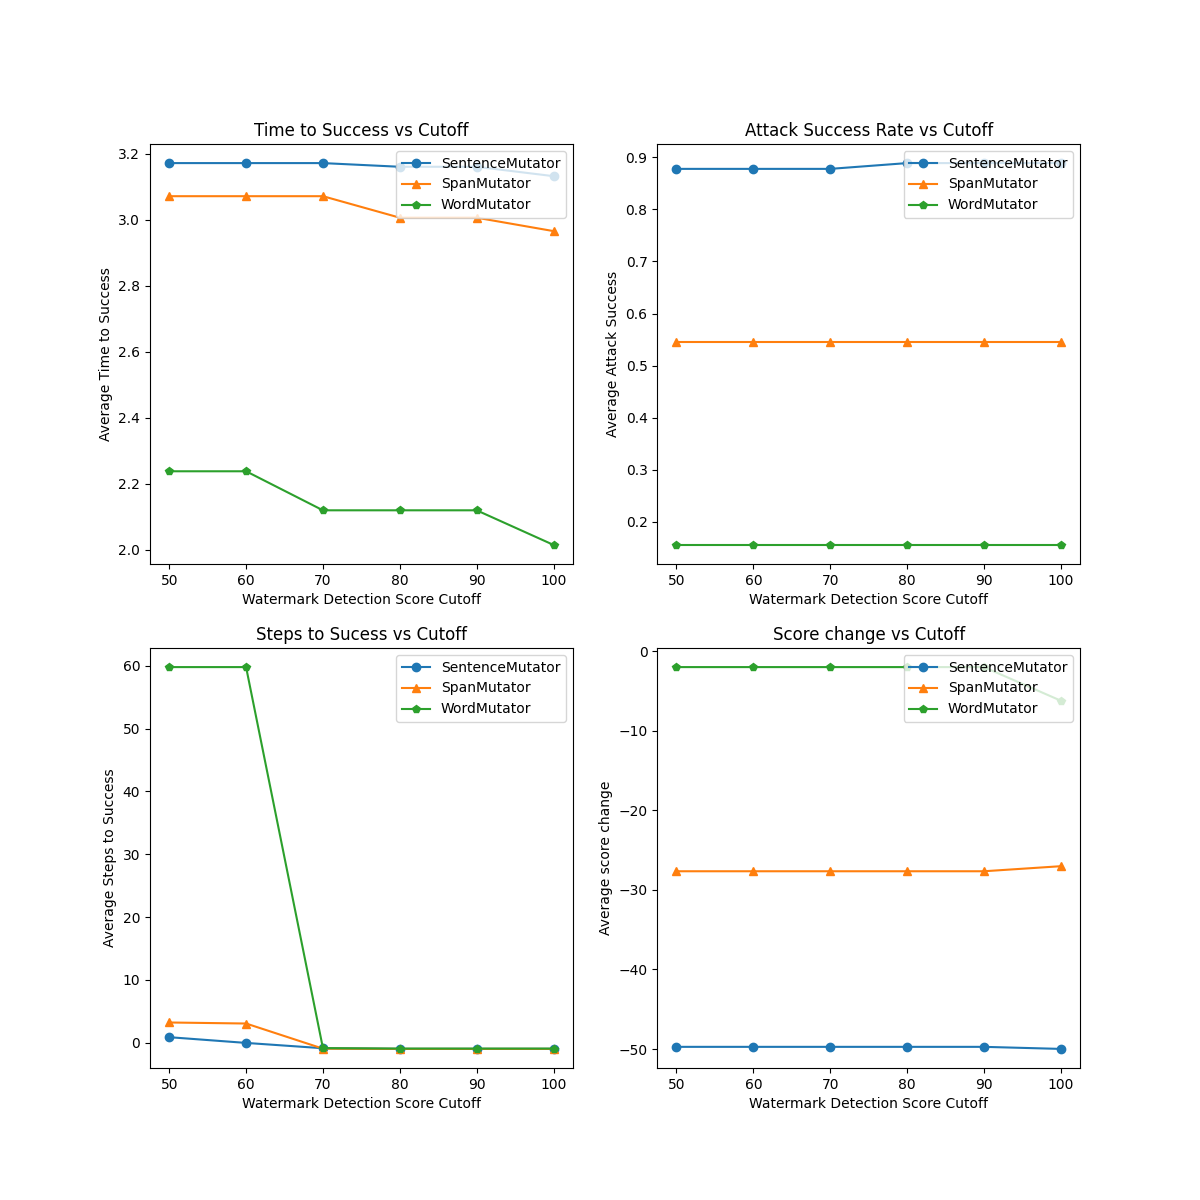 Time to Success vs Cutoff
3.2
3.0
2.8
2.6
2.4
2.2
2.0
Average Time to Success
SentenceMutator
SpanMutator
WordMutator
50 60 70 80 90 100
Watermark Detection Score Cutoff
Attack Success Rate vs Cutoff
0.9
0.8
0.7
0.6
0.5
0.4
0.3
0.2
Average Attack Success
SentenceMutator
SpanMutator
WordMutator
50 60 70 80 90 100
Watermark Detection Score Cutoff
Steps to Sucess vs Cutoff
60
50
40
30
20
10
0
Average Steps to Success
SentenceMutator
SpanMutator
WordMutator
50 60 70 80 90 100
Watermark Detection Score Cutoff
Score change vs Cutoff
0
−10
−20
−30
−40
−50
Average score change
SentenceMutator
SpanMutator
WordMutator
50 60 70 80 90 100
Watermark Detection Score Cutoff